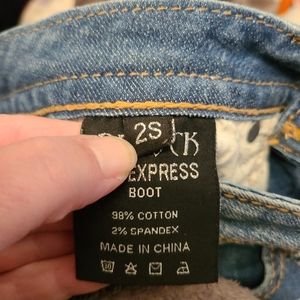 2S
EXPRESS
BOOT
98% COTTON
2% SPANDEX
MADE IN CHINA